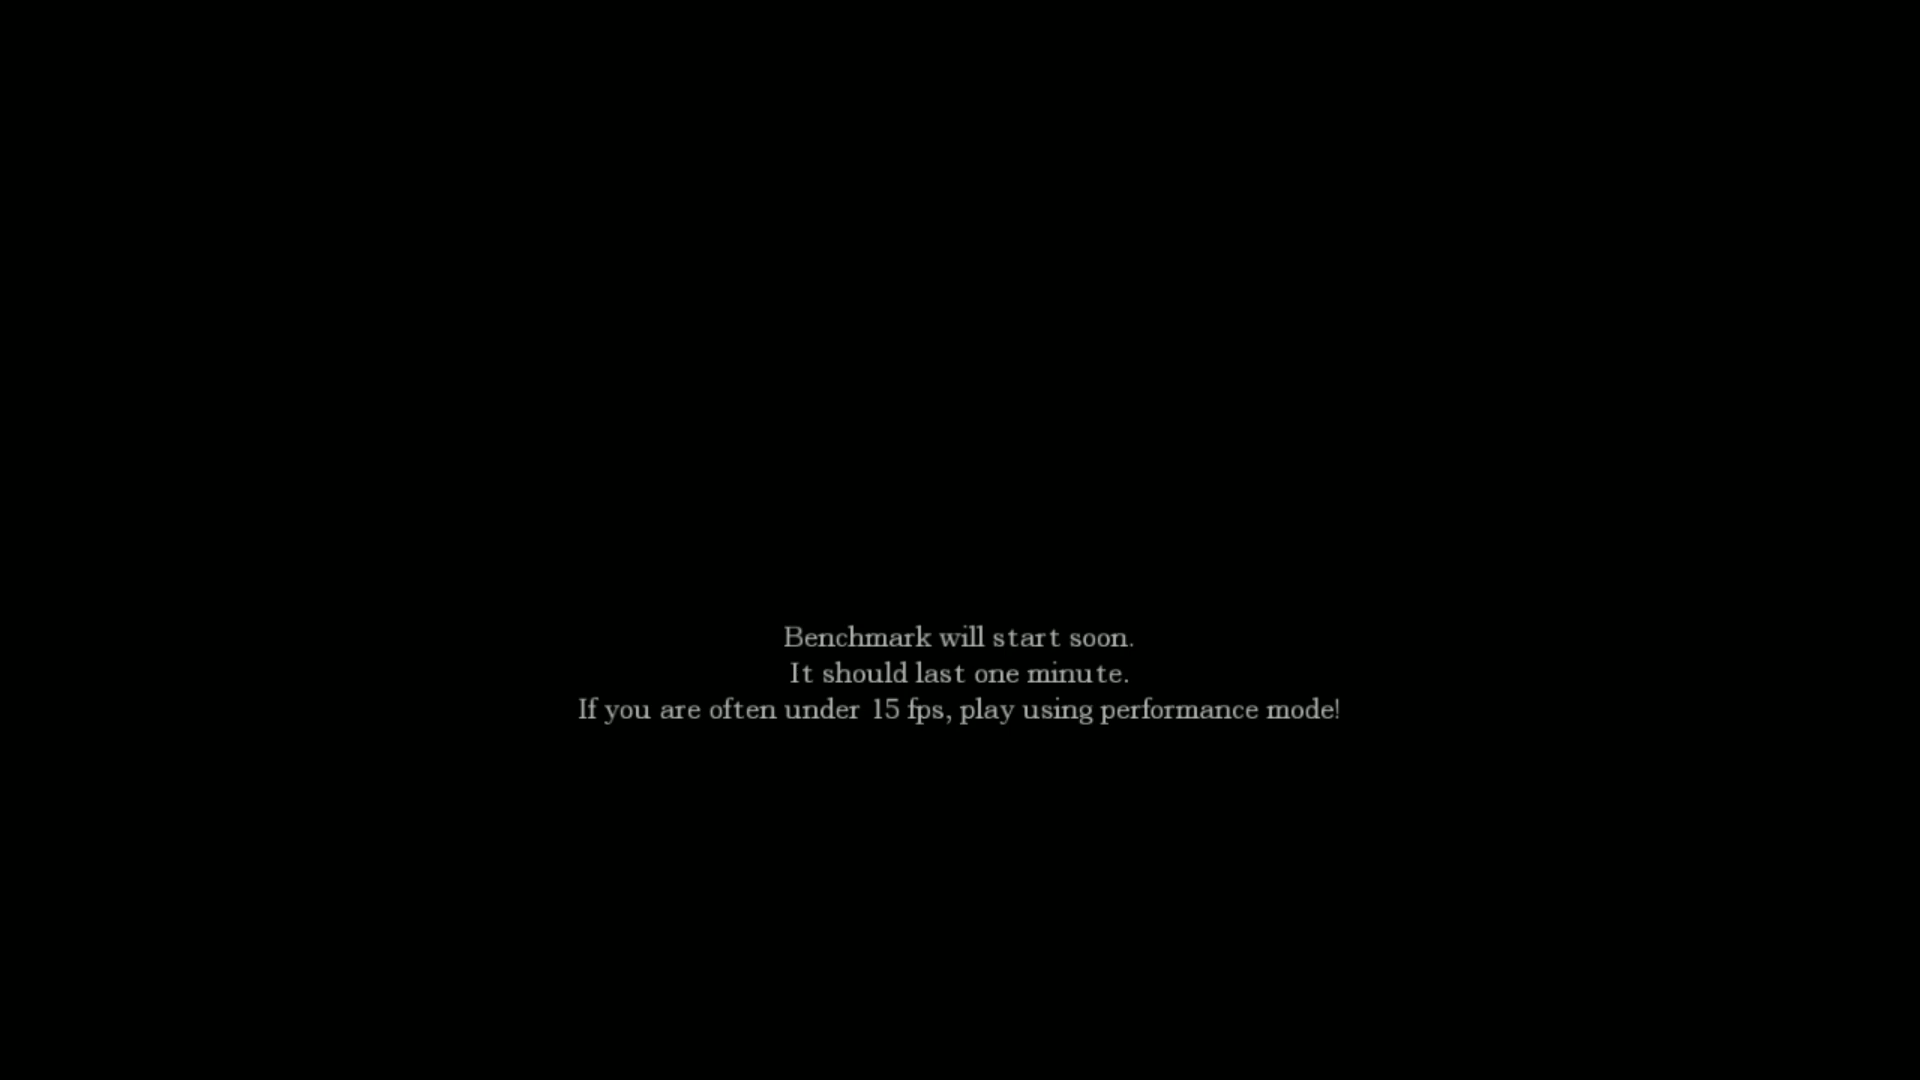 Benchmark will start soon.
It should last one minute.
If you are often under 15 fps, play using performance mode!